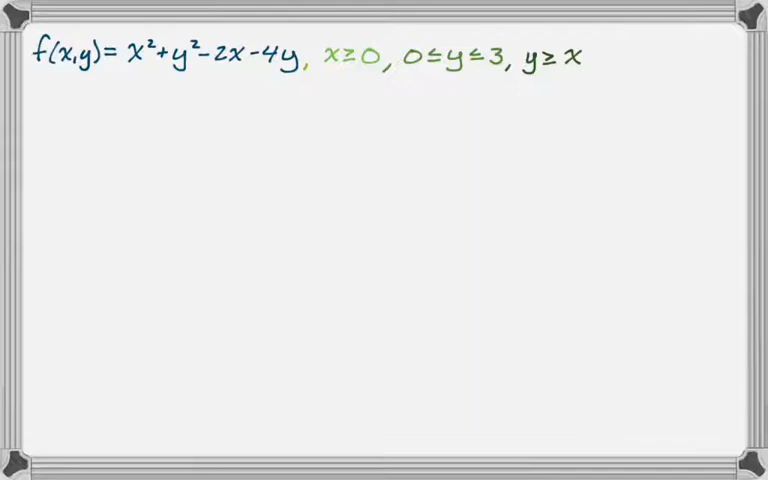 f(x,y)= x²+y²-2x-4y, x≥0, 0≤y≤3, y≥x